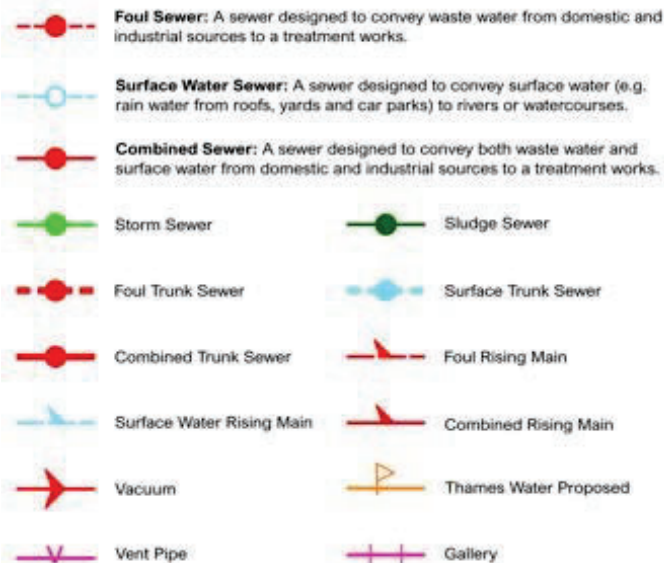 Foul Sewer: A sewer designed to convey waste water from domestic and
industrial sources to a treatment works.
Surface Water Sewer: A sewer designed to convey surface water (e.g.
rain water from roofs, yards and car parks) to rivers or watercourses.
Combined Sewer: A sewer designed to convey both waste water and
surface water from domestic and industrial sources to a treatment works.
Storm Sewer
Sludge Sewer
Foul Trunk Sewer
Surface Trunk Sewer
Combined Trunk Sewer
Foul Rising Main
Surface Water Rising Main
Combined Rising Main
Vacuum
Thames Water Proposed
Vent Pipe
Gallery